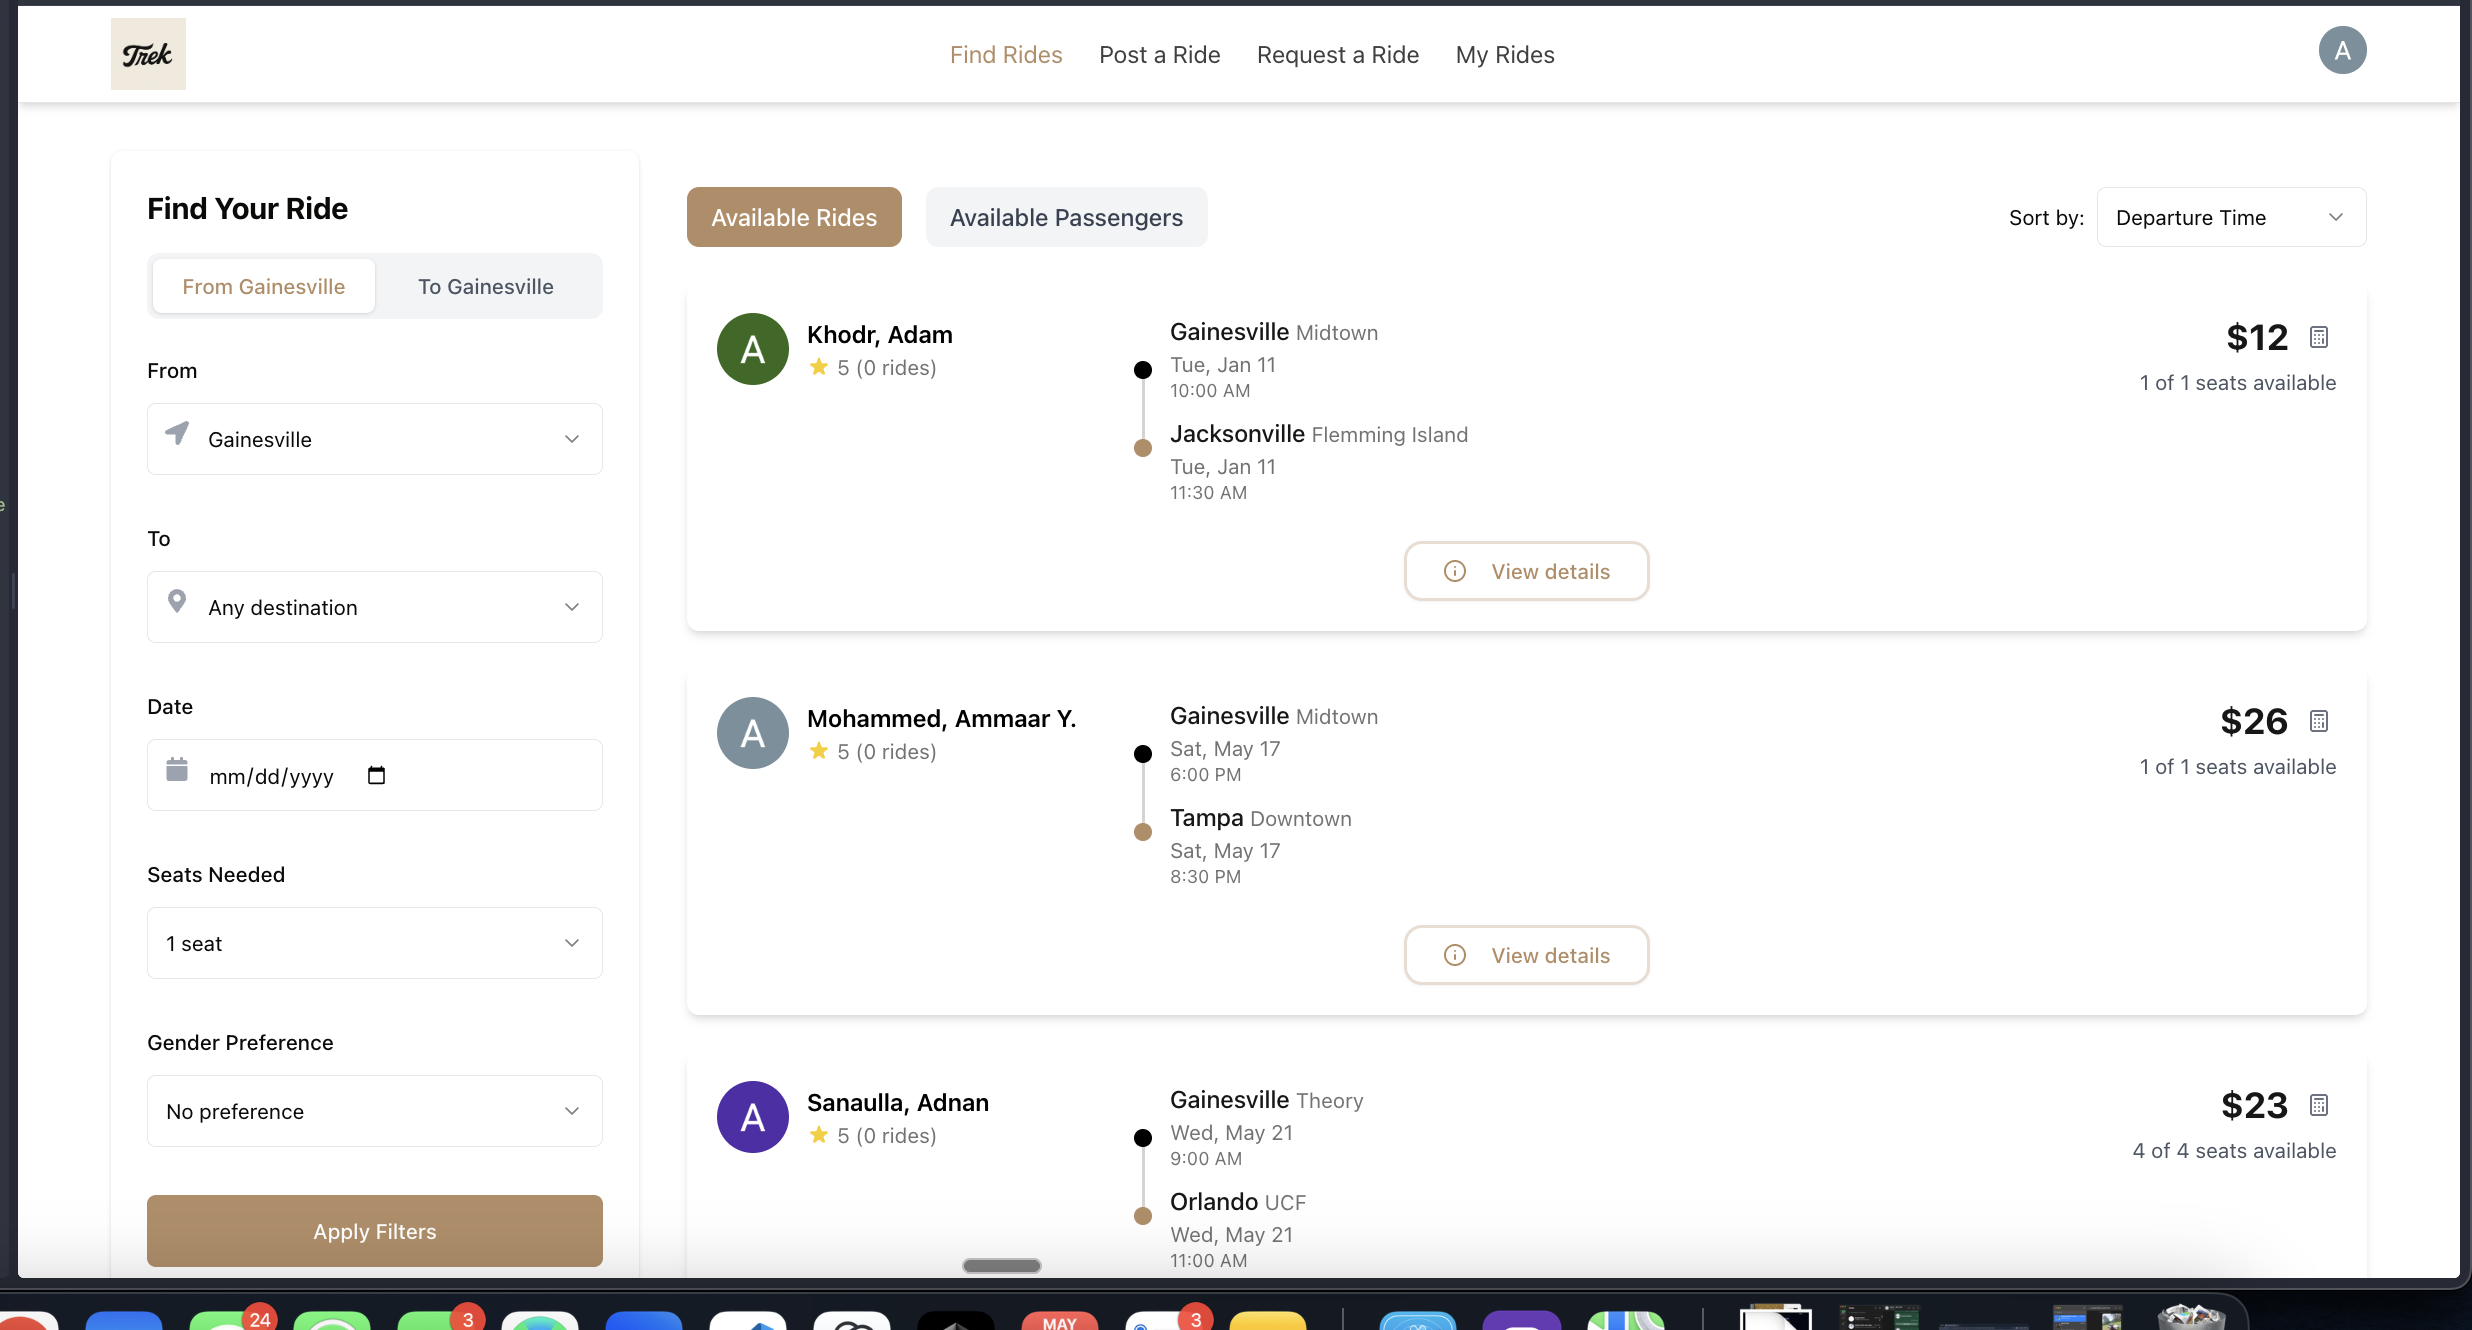 Trek
Find Rides
Post a Ride
Request a Ride
My Rides
A
Find Your Ride
From Gainesville
To Gainesville
From
Gainesville
To
Any destination
Date
mm/dd/yyyy
Seats Needed
1 seat
Gender Preference
No preference
Apply Filters
Available Rides
Available Passengers
Sort by:
Departure Time
A
Khodr, Adam
5 (0 rides)
Gainesville Midtown
Tue, Jan 11
10:00 AM
Jacksonville Flemming Island
Tue, Jan 11
11:30 AM
$12
1 of 1 seats available
View details
A
Mohammed, Ammaar Y.
5 (0 rides)
Gainesville Midtown
Sat, May 17
6:00 PM
Tampa Downtown
Sat, May 17
8:30 PM
$26
1 of 1 seats available
View details
A
Sanaulla, Adnan
5 (0 rides)
Gainesville Theory
Wed, May 21
9:00 AM
Orlando UCF
Wed, May 21
11:00 AM
$23
4 of 4 seats available
e
24
3
MAY
3